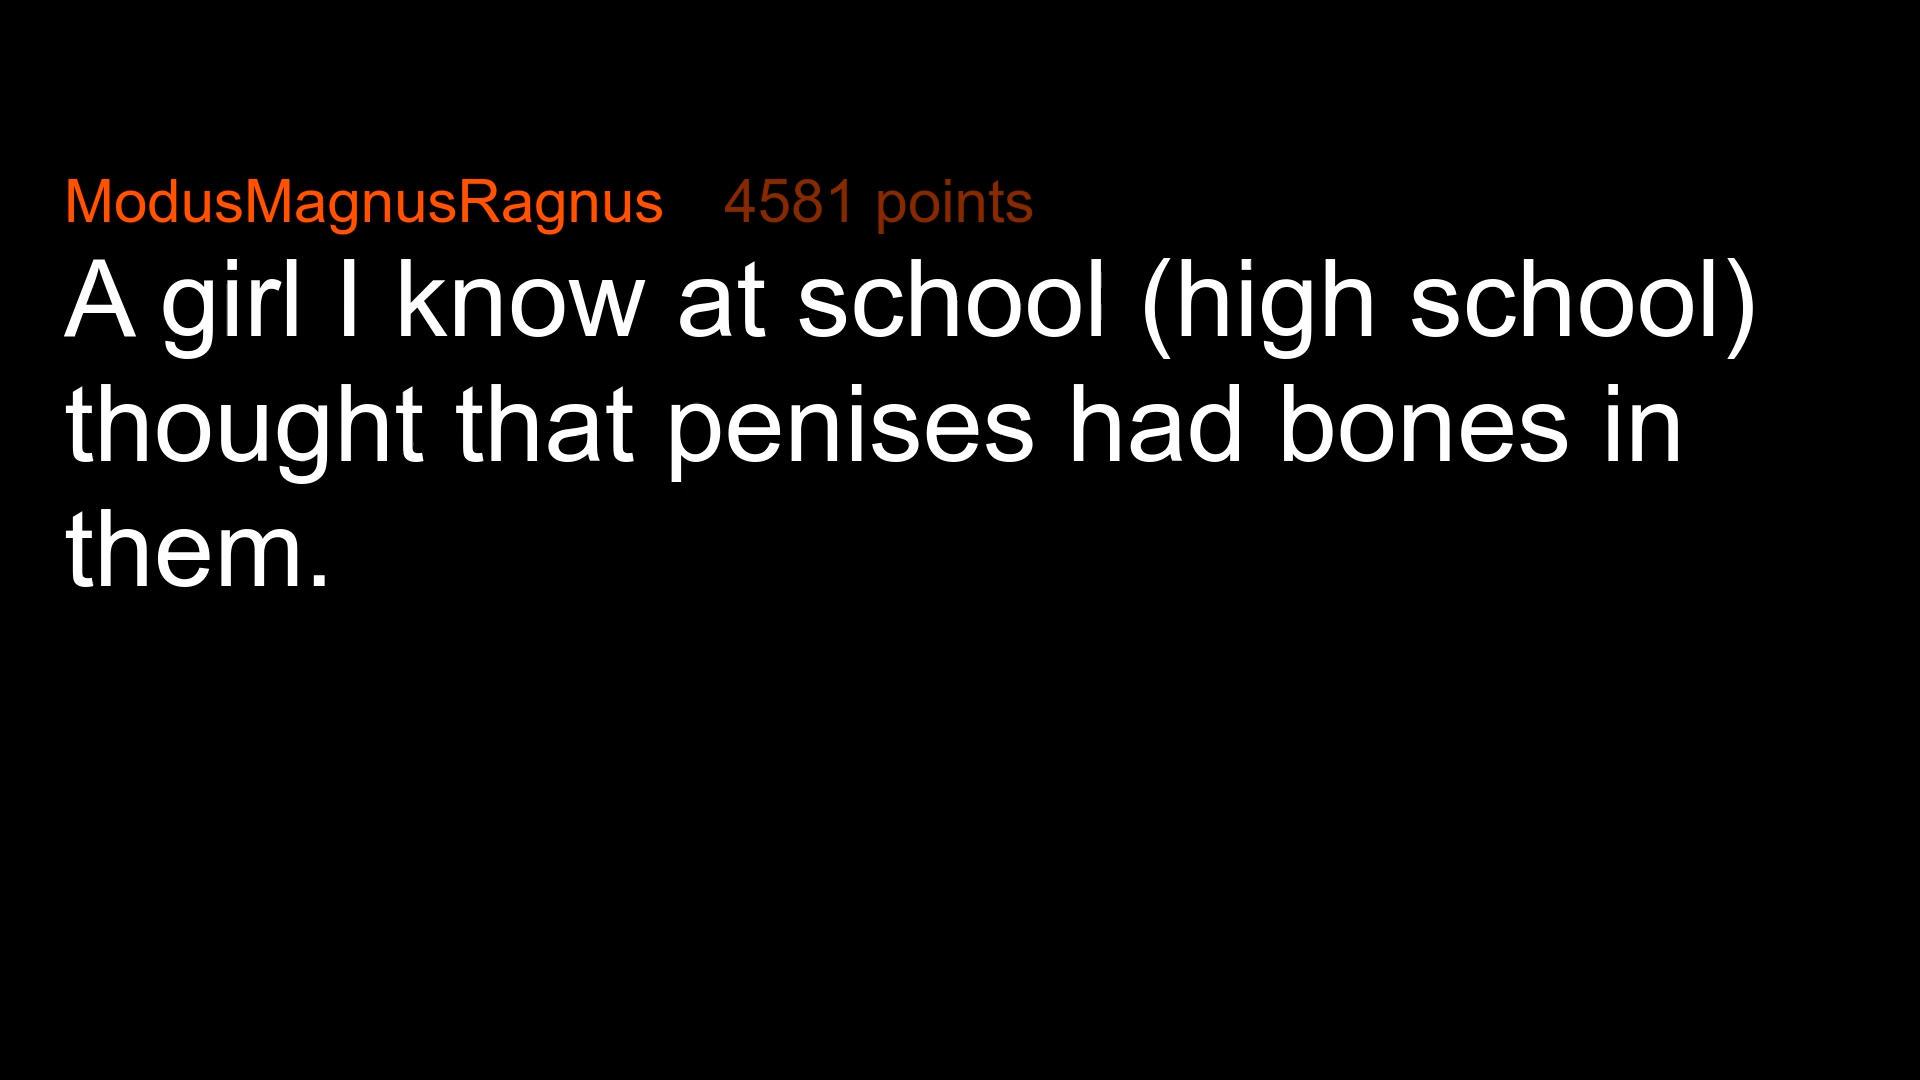 ModusMagnusRagnus 4581 points
A girl I know at school (high school)
thought that penises had bones in
them.